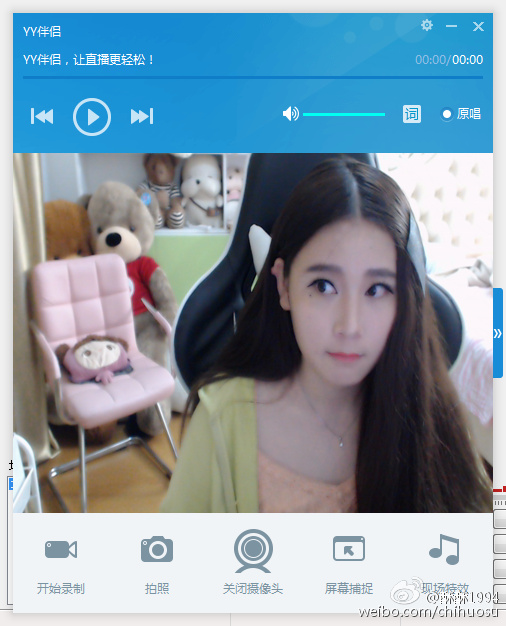 YY伴侣
YY伴侣，让直播更轻松！
00:00/00:00
词
原唱
开始录制
拍照
关闭摄像头
屏幕捕捉
现场特效
weibo.com/chihuosu